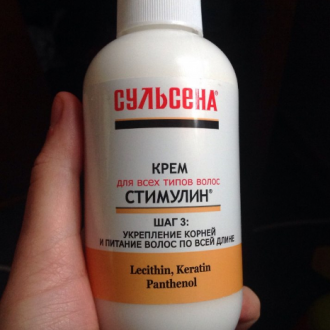 СУЛЬСЕНА®
КРЕМ
для всех типов волос
СТИМУЛИН®
ШАГ 3:
УКРЕПЛЕНИЕ КОРНЕЙ
И ПИТАНИЕ ВОЛОС ПО ВСЕЙ ДЛИНЕ
Lecithin, Keratin
Panthenol